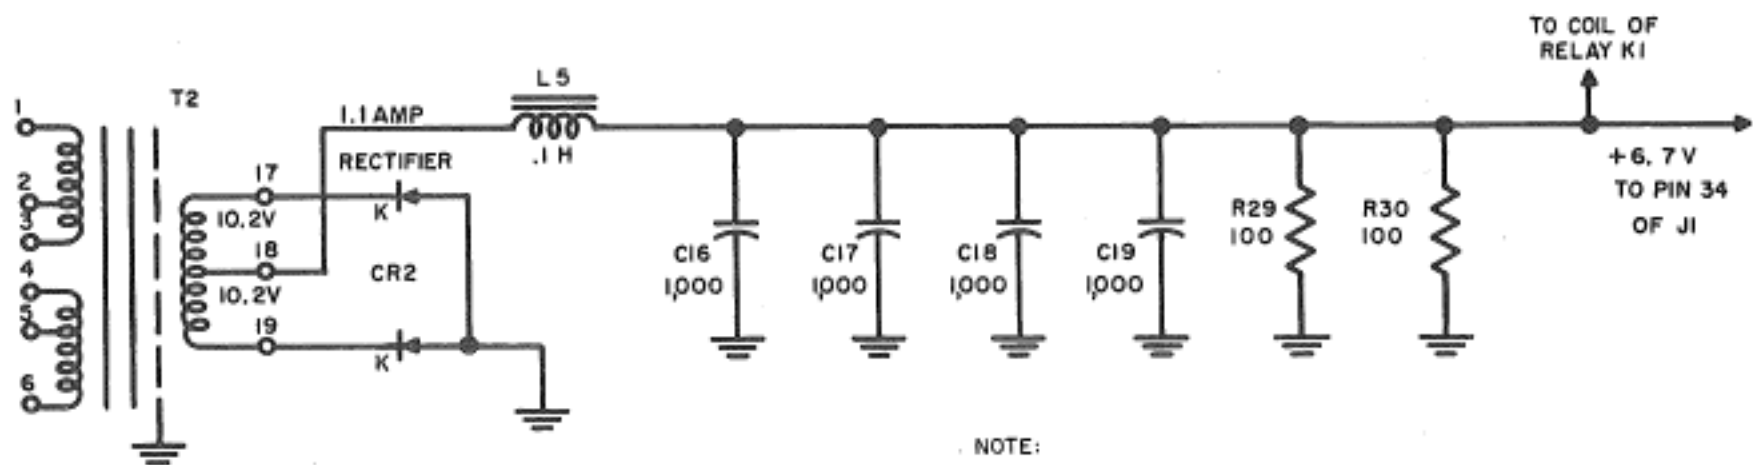 TO COIL OF
RELAY K1
1
T2
L5
1.1 AMP
.1 H
2
3
17
RECTIFIER
K
10.2V
18
CR2
10.2V
19
K
4
5
6
C16
1,000
C17
1,000
C18
1,000
C19
1,000
R29
100
R30
100
+6.7V
TO PIN 34
OF J1
NOTE: